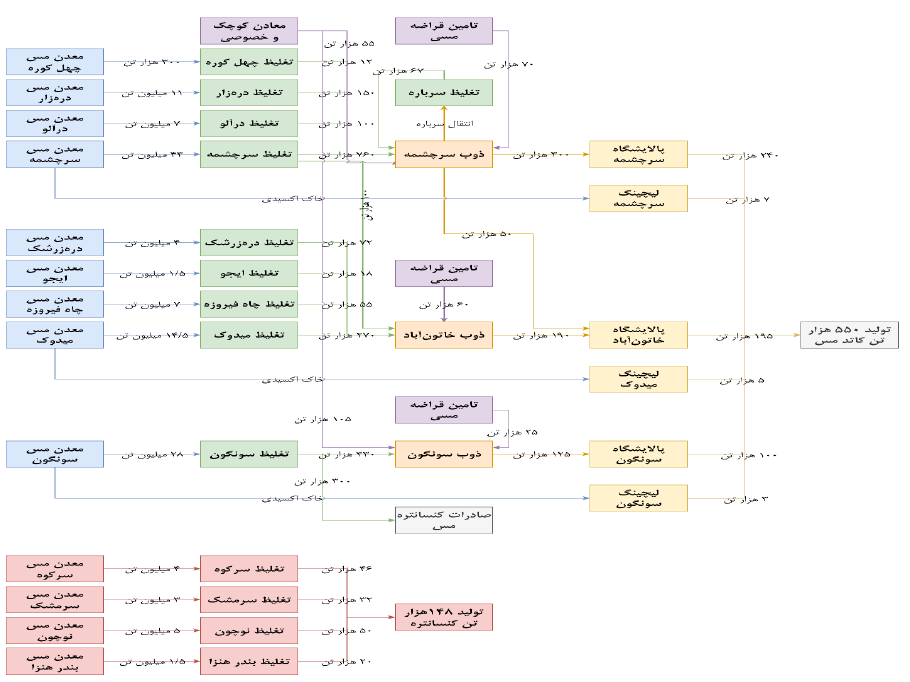 معادن کوچک
و خصوصی
تامین قراضه
مسی
۵۵ هزار تن
۷۰ هزار تن
معدن مس
چهل کوره
۳۰۰ هزار تن
تغلیظ چهل کوره
۱۳ هزار تن
۶۷ هزار تن
معدن مس
دره‌زار
۱۱ میلیون تن
تغلیظ دره‌زار
۱۵۰ هزار تن
تغلیظ سرباره
معدن مس
درآلو
۷ میلیون تن
تغلیظ درآلو
۱۰۰ هزار تن
انتقال سرباره
معدن مس
سرچشمه
۳۳ میلیون تن
تغلیظ سرچشمه
۷۶۰ هزار تن
ذوب سرچشمه
۳۰۰ هزار تن
پالایشگاه
سرچشمه
۲۴۰ هزار تن
خاک اکسیدی
۱۰۰ هزار تن
لیچینگ
سرچشمه
۷ هزار تن
معدن مس
دره‌زرشک
۴ میلیون تن
تغلیظ دره‌زرشک
۷۲ هزار تن
۵۰ هزار تن
معدن مس
ایجو
۱/۵ میلیون تن
تغلیظ ایجو
۱۸ هزار تن
تامین قراضه
مسی
معدن مس
چاه فیروزه
۷ میلیون تن
تغلیظ چاه فیروزه
۵۵ هزار تن
۶۰ هزار تن
معدن مس
میدوک
۱۴/۵ میلیون تن
تغلیظ میدوک
۲۷۰ هزار تن
ذوب خاتون‌آباد
۱۹۰ هزار تن
پالایشگاه
خاتون‌آباد
۱۹۵ هزار تن
تولید ۵۵۰ هزار
تن کاتد مس
خاک اکسیدی
لیچینگ
میدوک
۵ هزار تن
تامین قراضه
مسی
۱۰۵ هزار تن
۲۵ هزار تن
معدن مس
سونگون
۲۸ میلیون تن
تغلیظ سونگون
۳۳۰ هزار تن
ذوب سونگون
۱۲۵ هزار تن
پالایشگاه
سونگون
۱۰۰ هزار تن
۳۰۰ هزار تن
خاک اکسیدی
لیچینگ
سونگون
۳ هزار تن
صادرات کنسانتره
مس
معدن مس
سرکوه
۴ میلیون تن
تغلیظ سرکوه
۴۶ هزار تن
معدن مس
سرمشک
۳ میلیون تن
تغلیظ سرمشک
۳۲ هزار تن
تولید ۱۴۸هزار
تن کنسانتره
معدن مس
نوچون
۵ میلیون تن
تغلیظ نوچون
۵۰ هزار تن
معدن مس
بندر هنزا
۱/۵ میلیون تن
تغلیظ بندر هنزا
۲۰ هزار تن